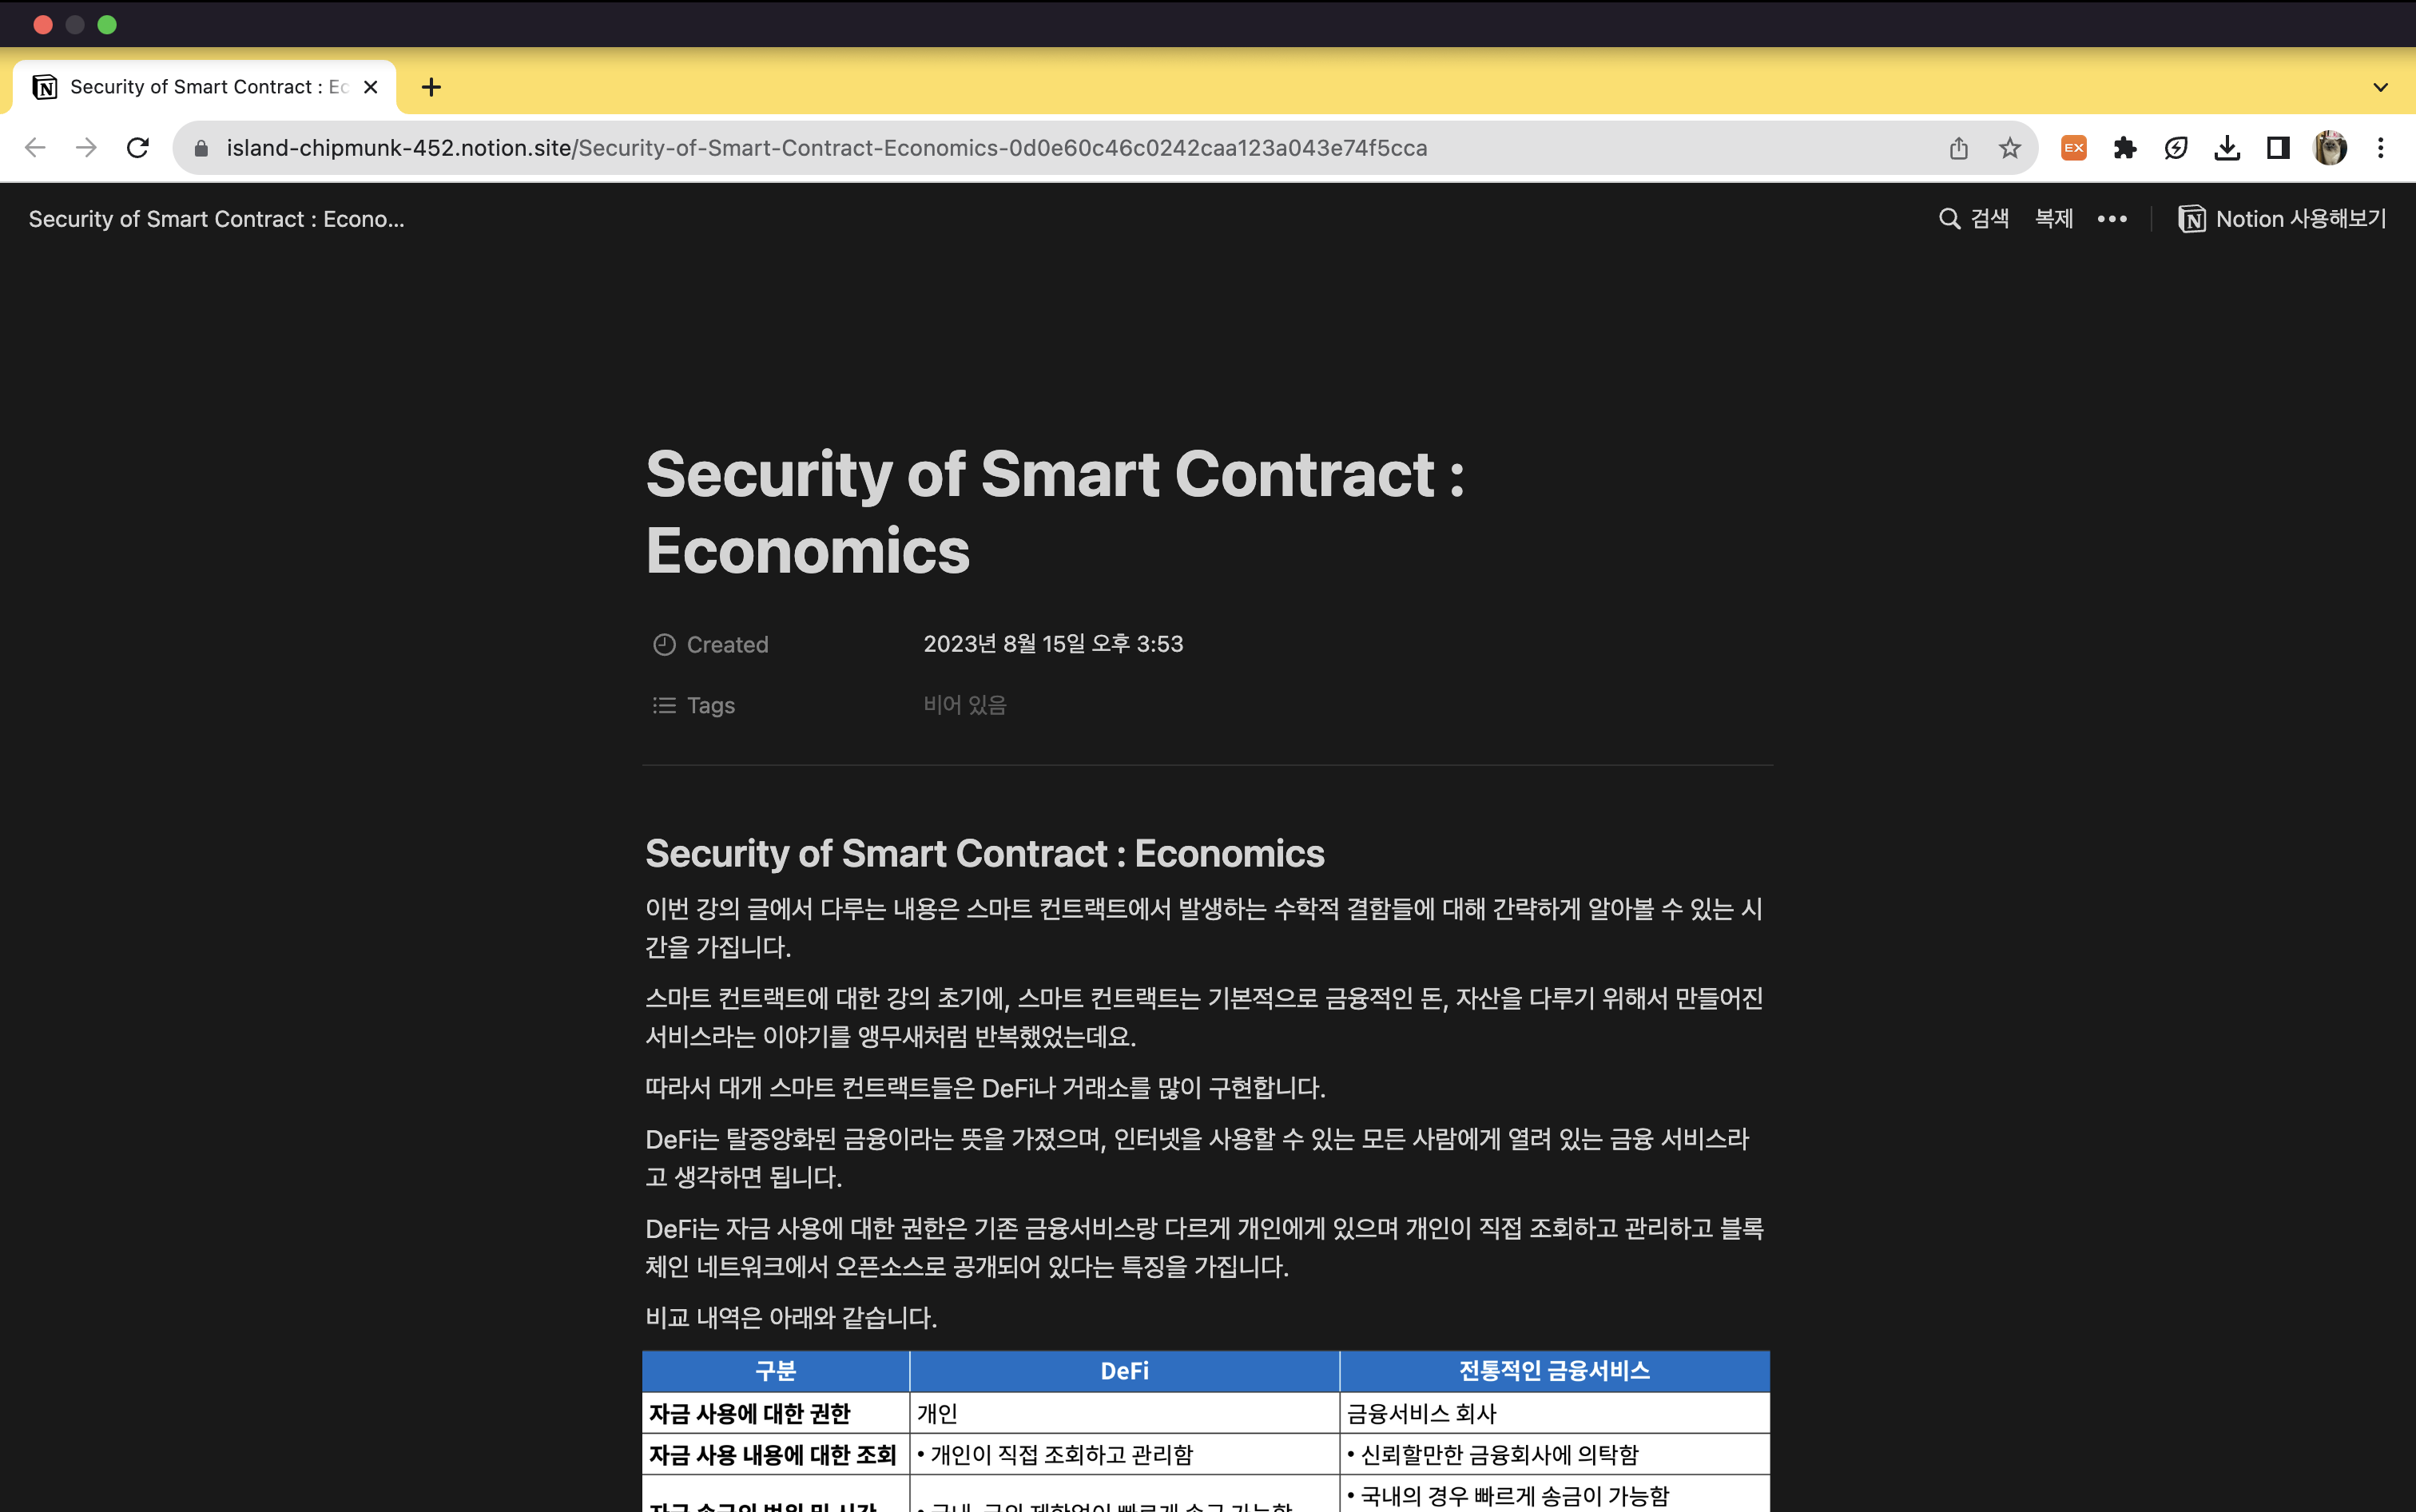 Security of Smart Contract : Ec
island-chipmunk-452.notion.site/Security-of-Smart-Contract-Economics-0d0e60c46c0242caa123a043e74f5cca
EX
Security of Smart Contract : Econo...
검색 복제 Notion 사용해보기
Security of Smart Contract :
Economics
Created 2023년 8월 15일 오후 3:53
Tags 비어 있음
Security of Smart Contract : Economics
이번 강의 글에서 다루는 내용은 스마트 컨트랙트에서 발생하는 수학적 결함들에 대해 간략하게 알아볼 수 있는 시
간을 가집니다.
스마트 컨트랙트에 대한 강의 초기에, 스마트 컨트랙트는 기본적으로 금융적인 돈, 자산을 다루기 위해서 만들어진
서비스라는 이야기를 앵무새처럼 반복했었는데요.
따라서 대개 스마트 컨트랙트들은 DeFi나 거래소를 많이 구현합니다.
DeFi는 탈중앙화된 금융이라는 뜻을 가졌으며, 인터넷을 사용할 수 있는 모든 사람에게 열려 있는 금융 서비스라
고 생각하면 됩니다.
DeFi는 자금 사용에 대한 권한은 기존 금융서비스랑 다르게 개인에게 있으며 개인이 직접 조회하고 관리하고 블록
체인 네트워크에서 오픈소스로 공개되어 있다는 특징을 가집니다.
비교 내역은 아래와 같습니다.
구분 DeFi 전통적인 금융서비스
자금 사용에 대한 권한 개인 금융서비스 회사
자금 사용 내용에 대한 조회 • 개인이 직접 조회하고 관리함 • 신뢰할만한 금융회사에 의탁함
• 국내의 경우 빠르게 송금이 가능함